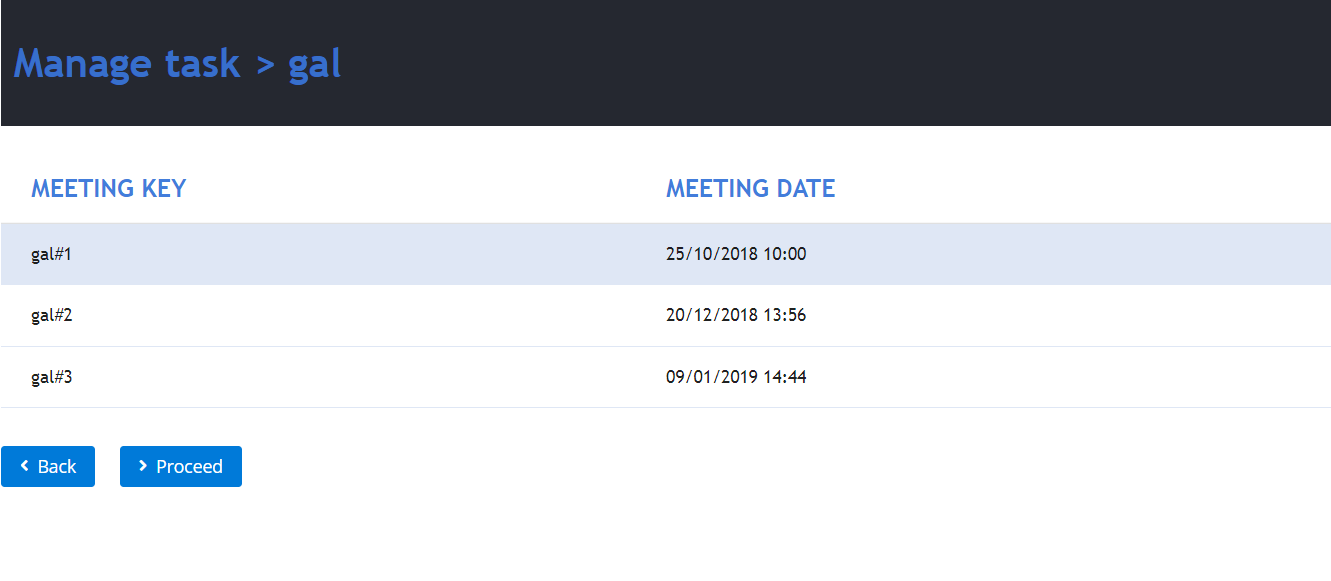 Manage task > gal
MEETING KEY MEETING DATE
gal#1 25/10/2018 10:00
gal#2 20/12/2018 13:56
gal#3 09/01/2019 14:44
Back Proceed